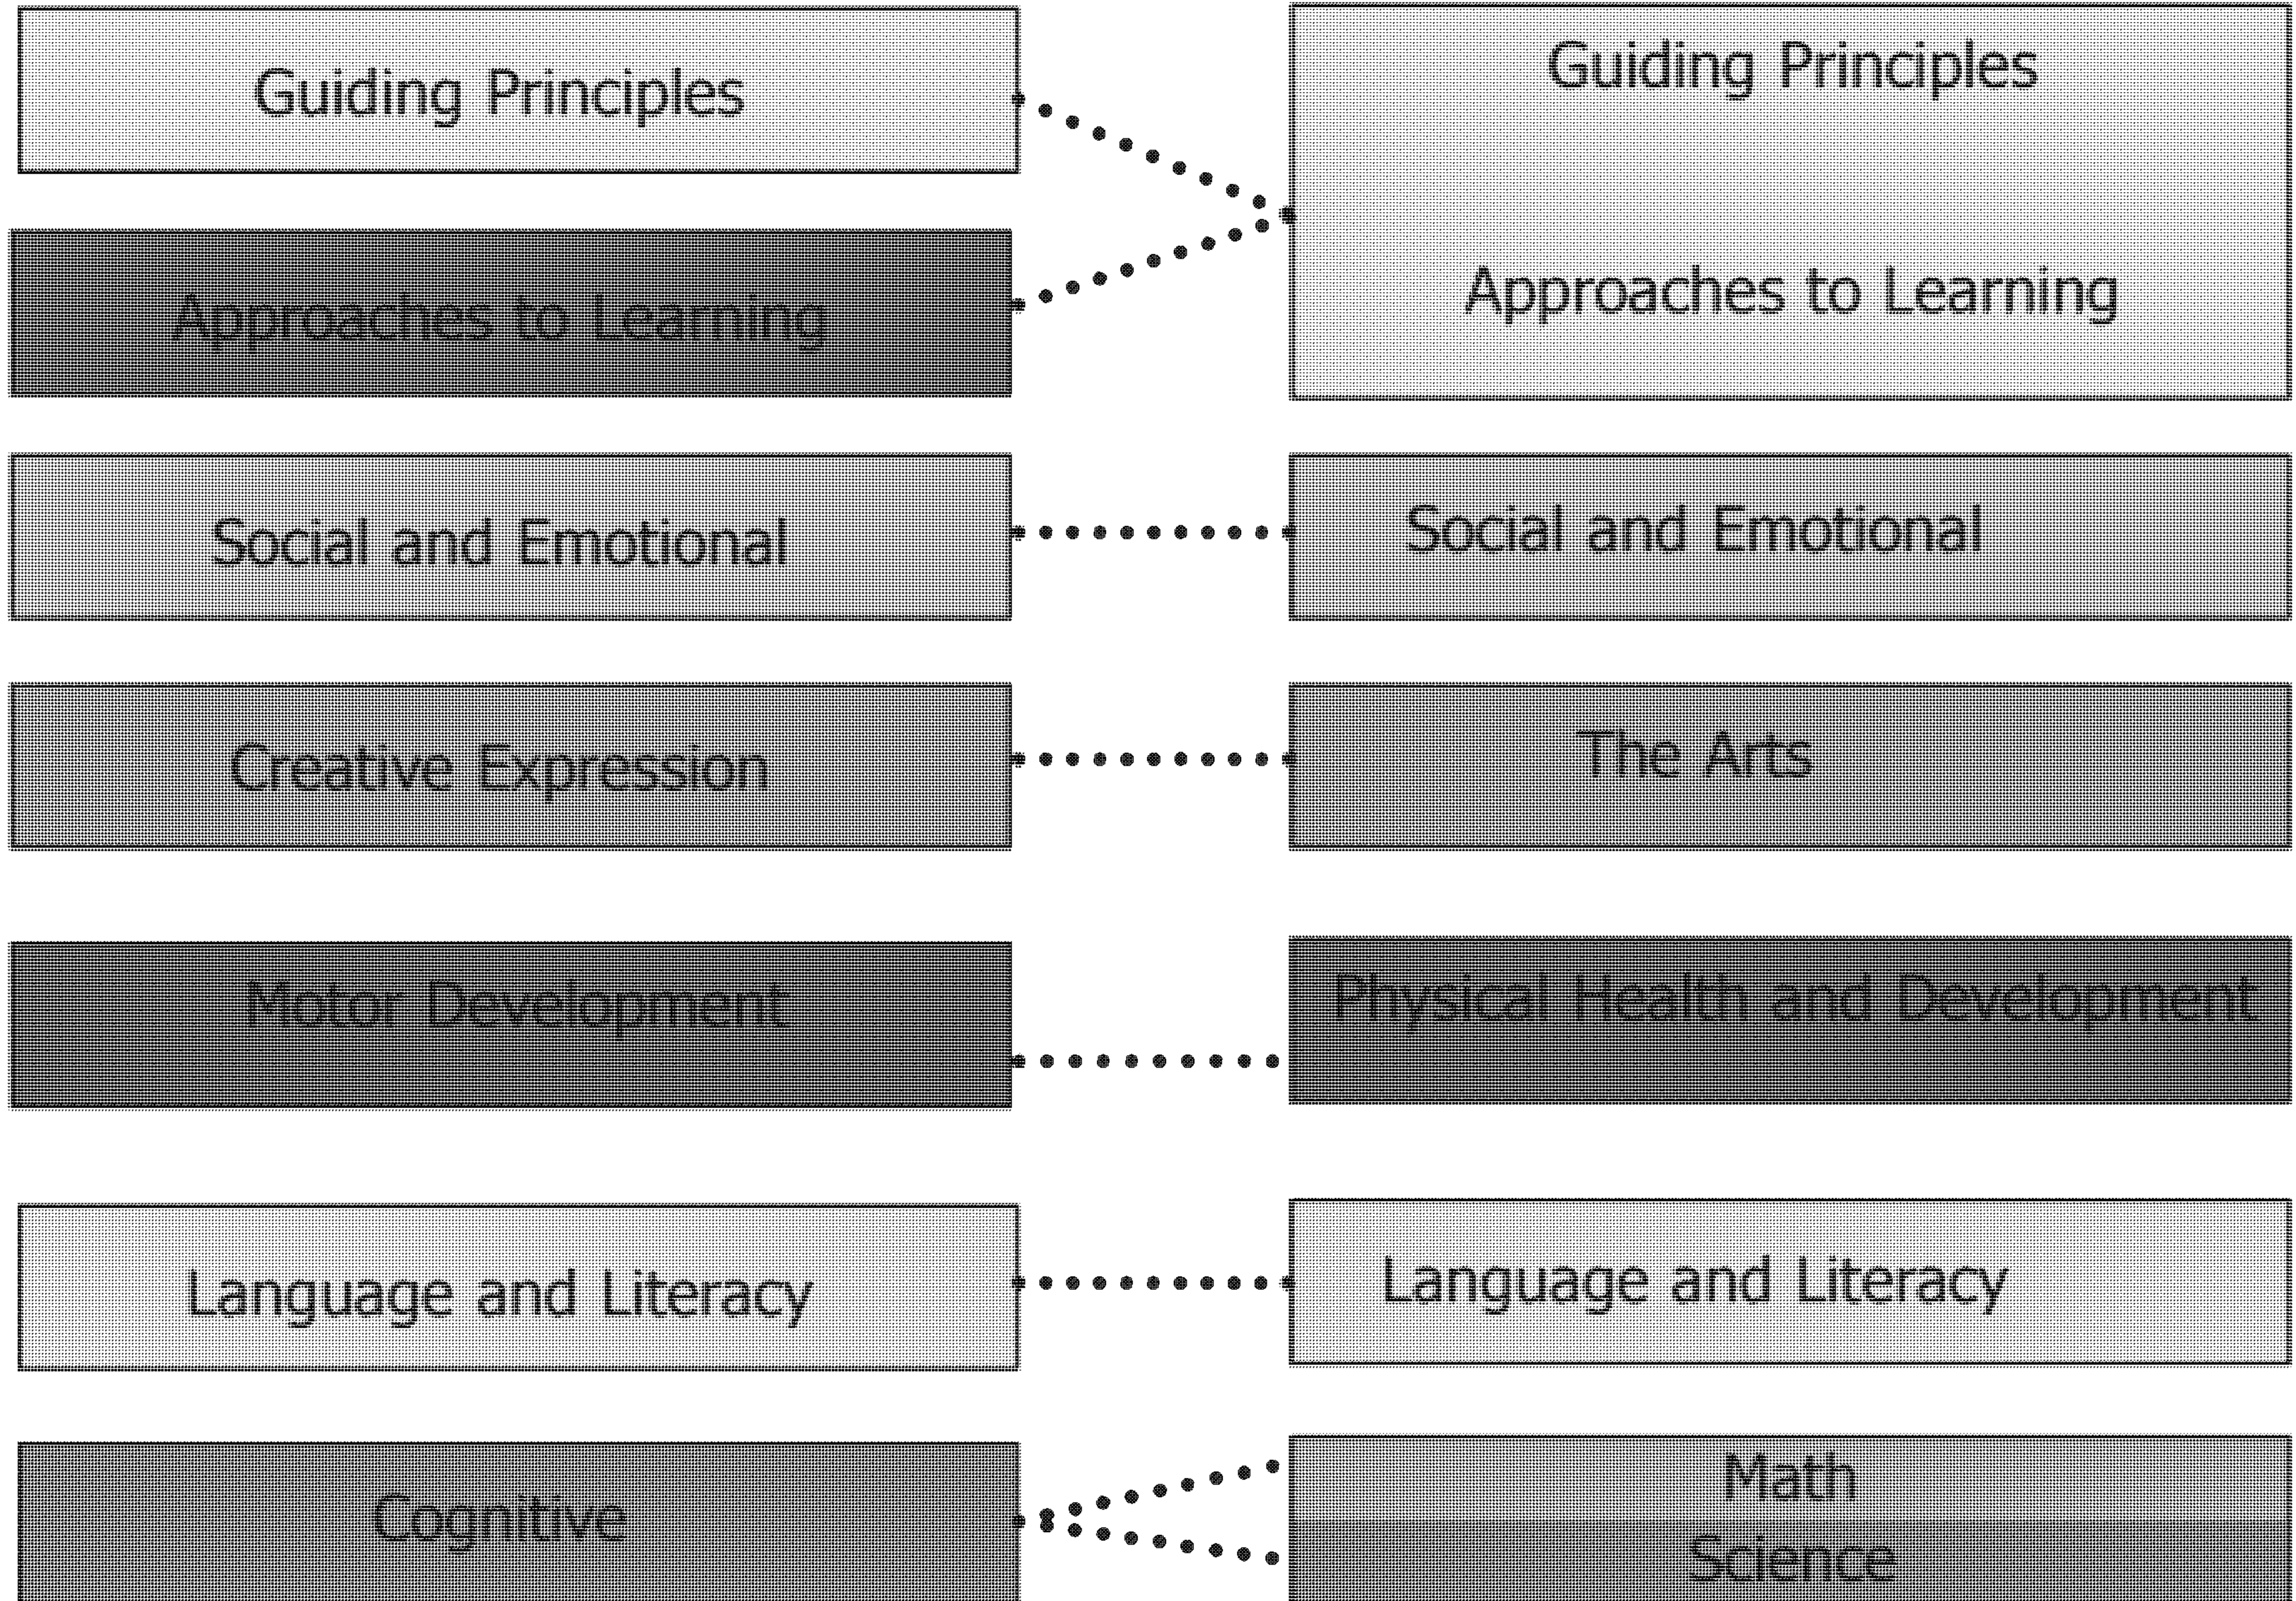 Guiding Principles
Guiding Principles
Approaches to Learning
Approaches to Learning
Social and Emotional
Social and Emotional
Creative Expression
The Arts
Motor Development
Physical Health and Development
Language and Literacy
Language and Literacy
Cognitive
Math
Science